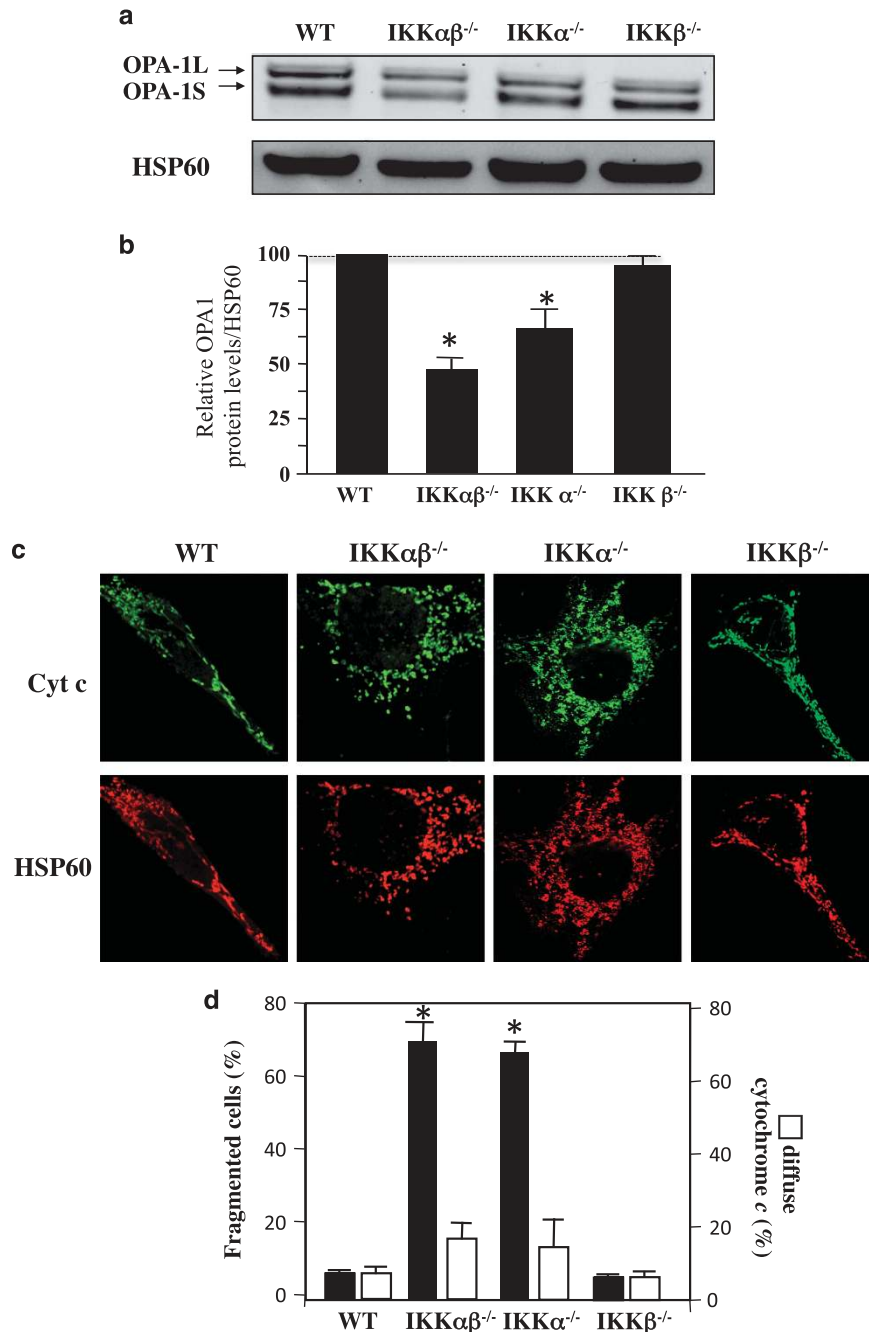 a
WT IKKαβ-/- IKKα-/- IKKβ-/-
OPA-1L
OPA-1S
HSP60
b
Relative OPA1
protein levels/HSP60
100
75
50
25
0
*
*
WT IKKαβ-/- IKK α-/- IKK β-/-
c
WT IKKαβ-/- IKKα-/- IKKβ-/-
Cyt c
HSP60
d
Fragmented cells (%)
80
60
40
20
0
*
*
80
60
40
20
0
diffuse
cytochrome c (%)
WT IKKαβ-/- IKKα-/- IKKβ-/-